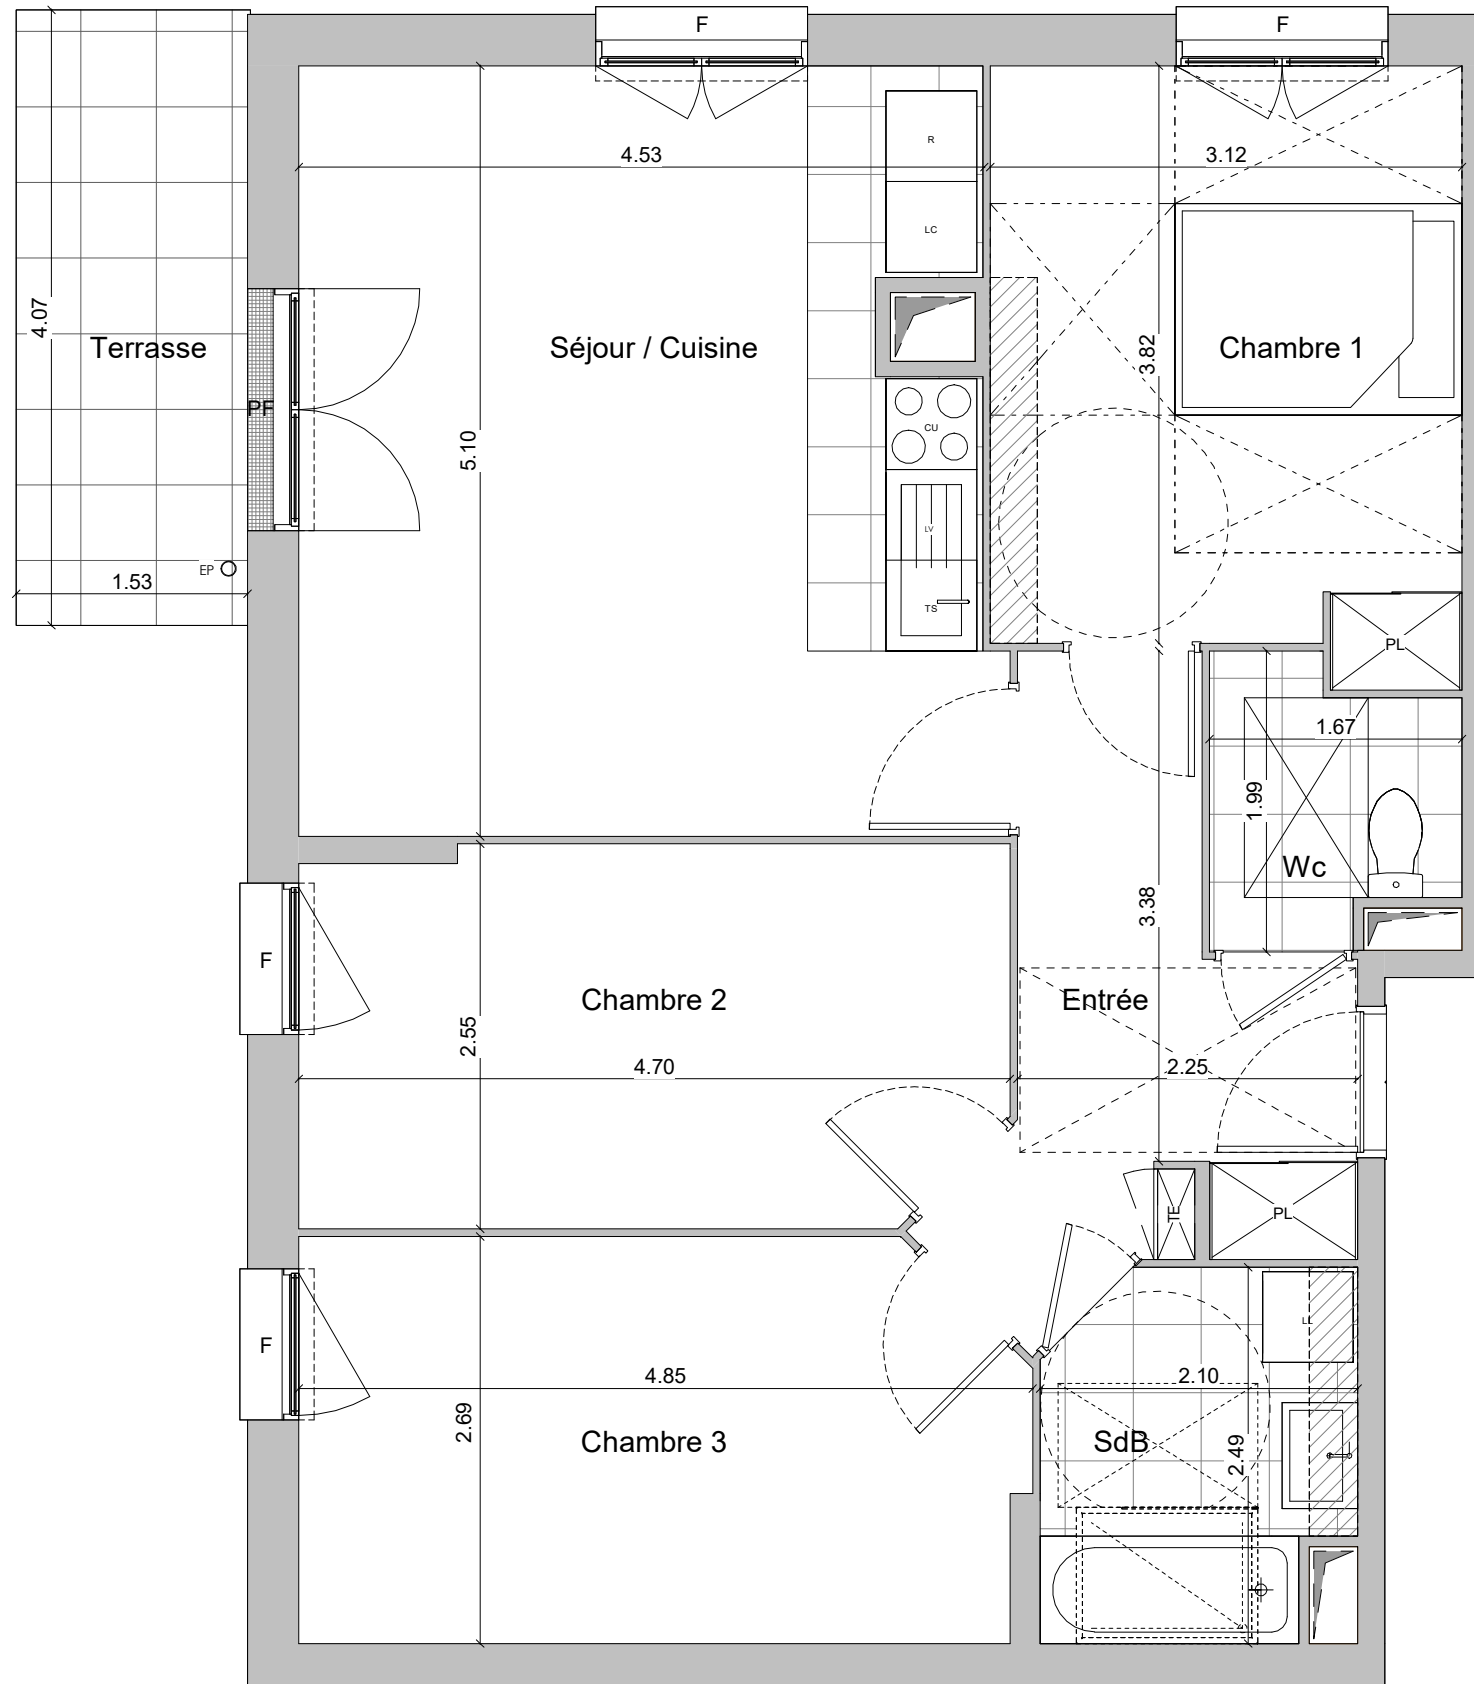 F
F
R
4.53
3.12
LC
4.07
Terrasse
Séjour / Cuisine
3.82
Chambre 1
PF
CU
5.10
LV
EP
1.53
TS
PL
1.67
1.99
Wc
3.38
F
Chambre 2
Entrée
2.55
4.70
2.25
TE
PL
LL
F
4.85
2.10
2.69
Chambre 3
SdB
2.49